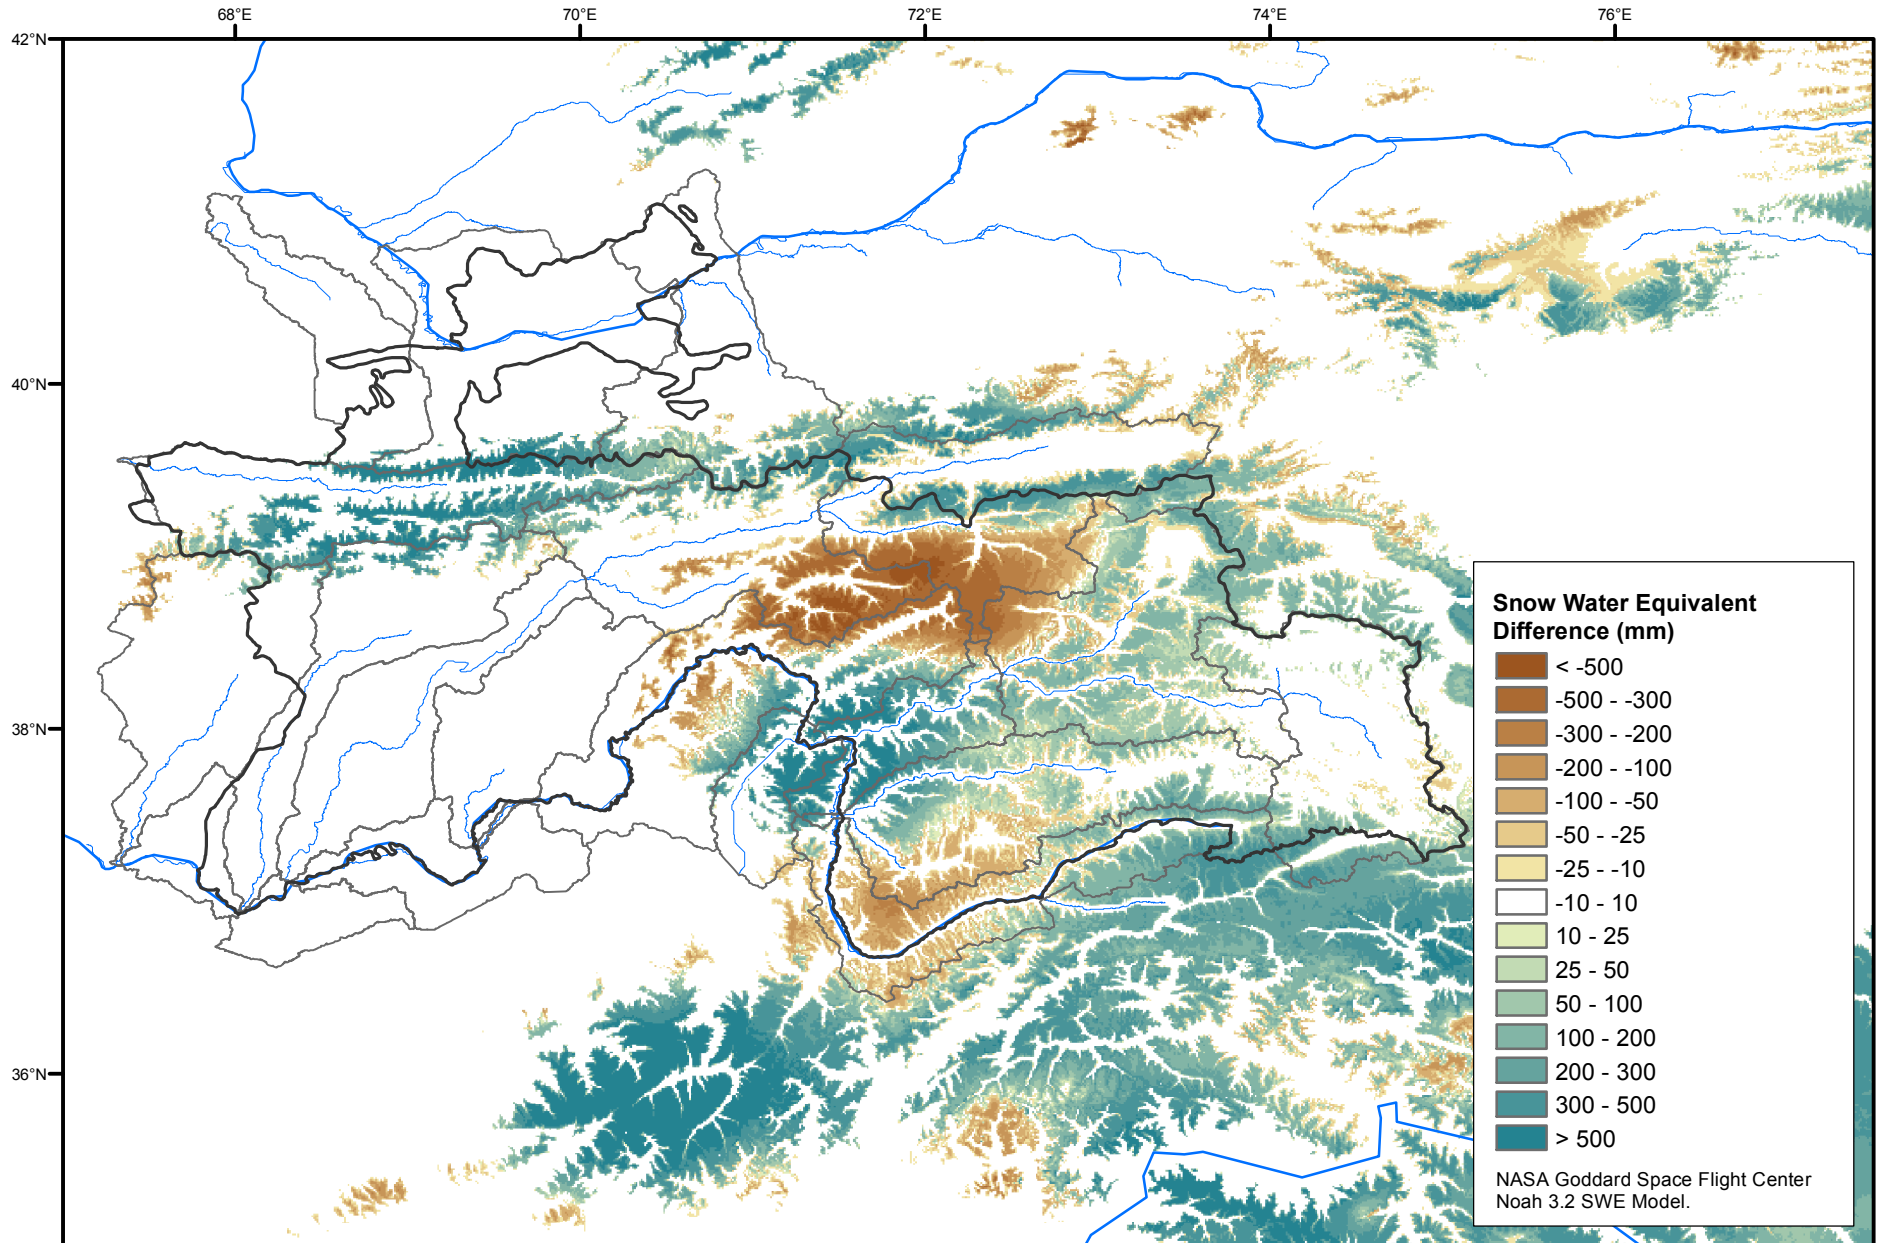 68°E 70°E 72°E 74°E 76°E
42°N
40°N
38°N
36°N
Snow Water Equivalent
Difference (mm)
< -500
-500 - -300
-300 - -200
-200 - -100
-100 - -50
-50 - -25
-25 - -10
-10 - 10
10 - 25
25 - 50
50 - 100
100 - 200
200 - 300
300 - 500
> 500
NASA Goddard Space Flight Center
Noah 3.2 SWE Model.